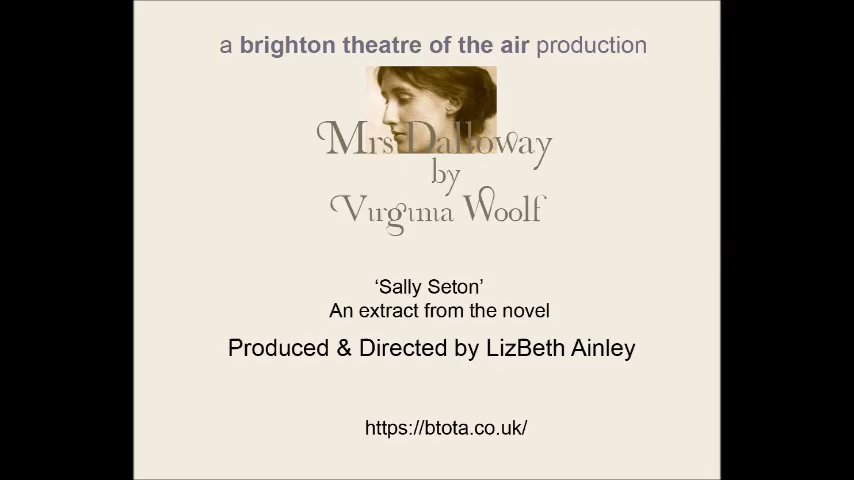 a brighton theatre of the air production
Mrs Dalloway
by
Virginia Woolf
‘Sally Seton’
An extract from the novel
Produced & Directed by LizBeth Ainley
https://btota.co.uk/